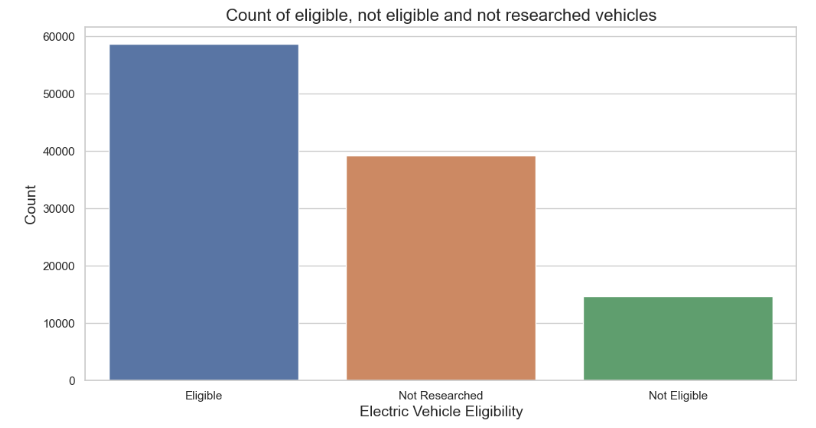 Count of eligible, not eligible and not researched vehicles
60000
50000
40000
30000
20000
10000
0
Count
Eligible
Not Researched
Not Eligible
Electric Vehicle Eligibility